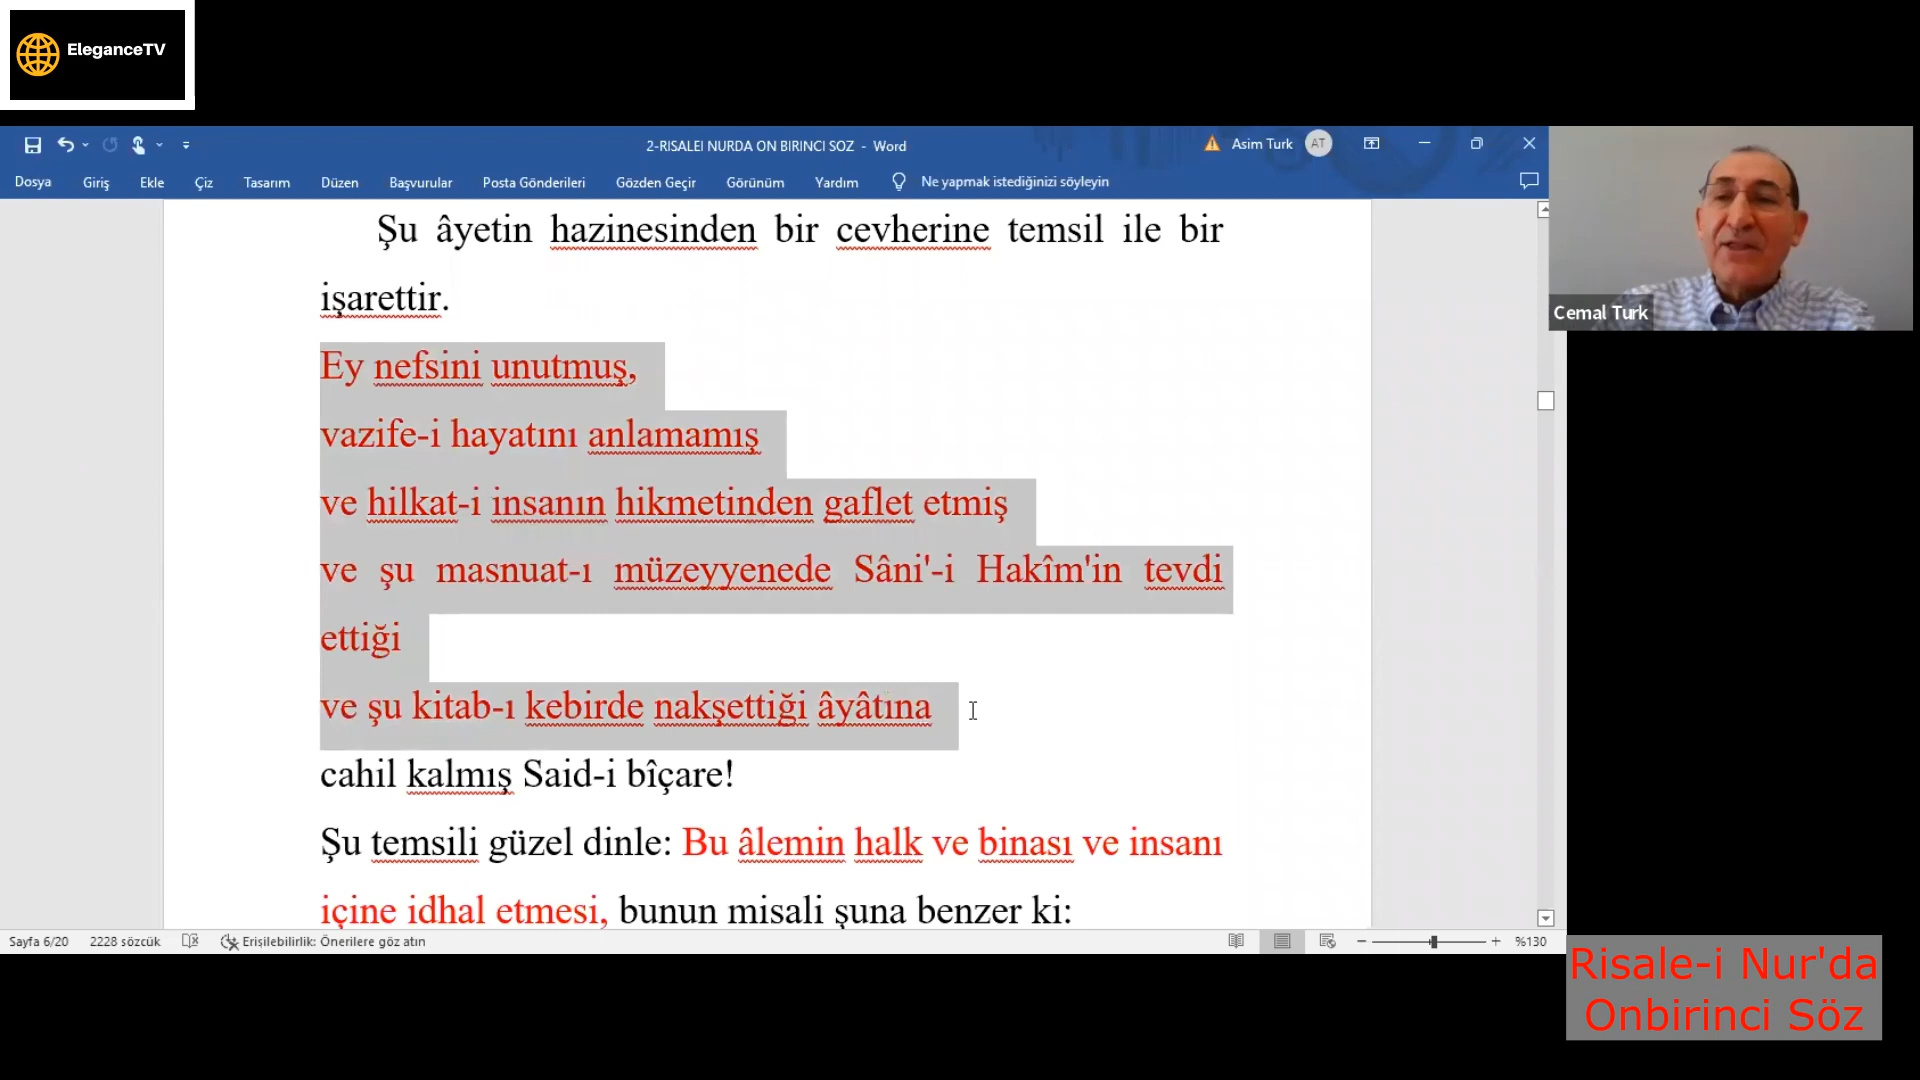 EleganceTV
2-RISALEI NURDA ON BIRINCI SOZ - Word
Asim Turk
AT
Dosya Giriş Ekle Çiz Tasarım Düzen Başvurular Posta Gönderileri Gözden Geçir Görünüm Yardım Ne yapmak istediğinizi söyleyin
Şu âyetin hazinesinden bir cevherine temsil ile bir
işarettir.
Ey nefsini unutmuş,
vazife-i hayatını anlamamış
ve hilkat-i insanın hikmetinden gaflet etmiş
ve şu masnuat-ı müzeyyenede Sâni'-i Hakîm'in tevdi
ettiği
ve şu kitab-ı kebirde nakşettiği âyâtına
cahil kalmış Said-i bîçare!
Şu temsili güzel dinle: Bu âlemin halk ve binası ve insanı
içine idhal etmesi, bunun misali şuna benzer ki:
Cemal Turk
Sayfa 6/20 2228 sözcük Erişilebilirlik: Önerilere göz atın
%130
Risale-i Nur'da
Onbirinci Söz